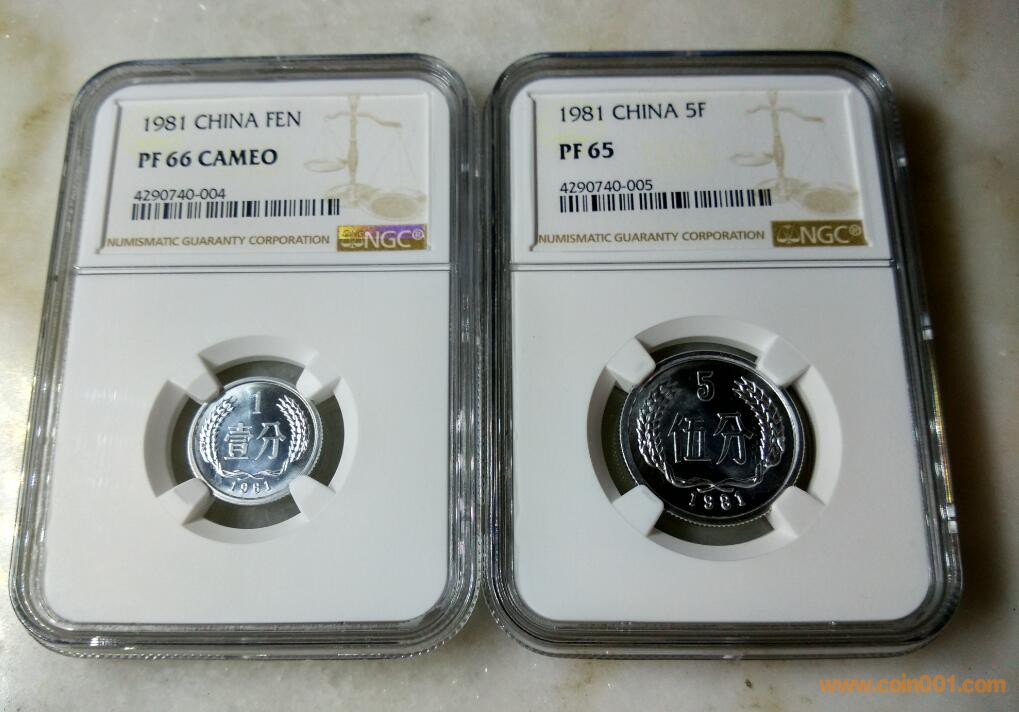 1981 CHINA FEN
PF 66 CAMEO
4290740-004
NUMISMATIC GUARANTY CORPORATION
NGC®
1
壹分
1981
1981 CHINA 5F
PF 65
4290740-005
NUMISMATIC GUARANTY CORPORATION
NGC®
5
伍分
1981
www.coin001.com